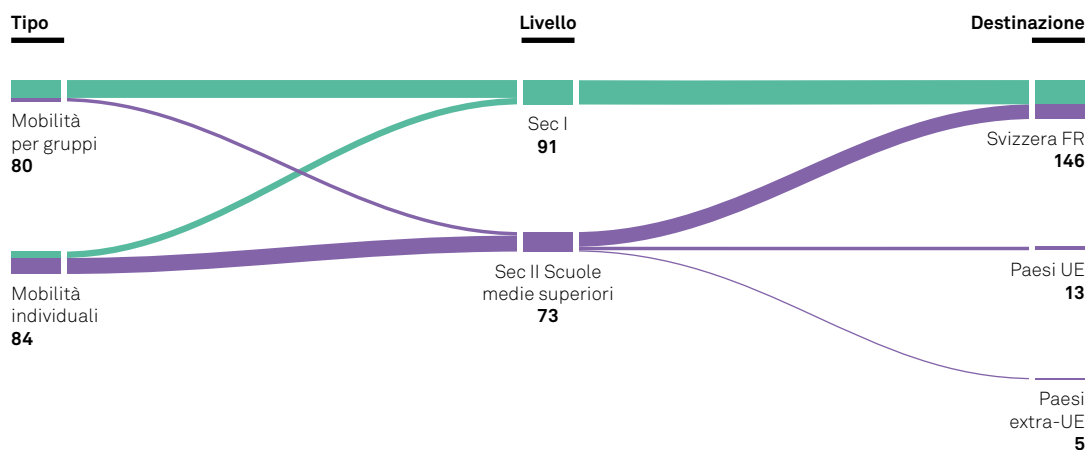 Tipo
Livello
Destinazione
Mobilità
per gruppi
80
Sec I
91
Svizzera FR
146
Mobilità
individuali
84
Sec II Scuole
medie superiori
73
Paesi UE
13
Paesi
extra-UE
5